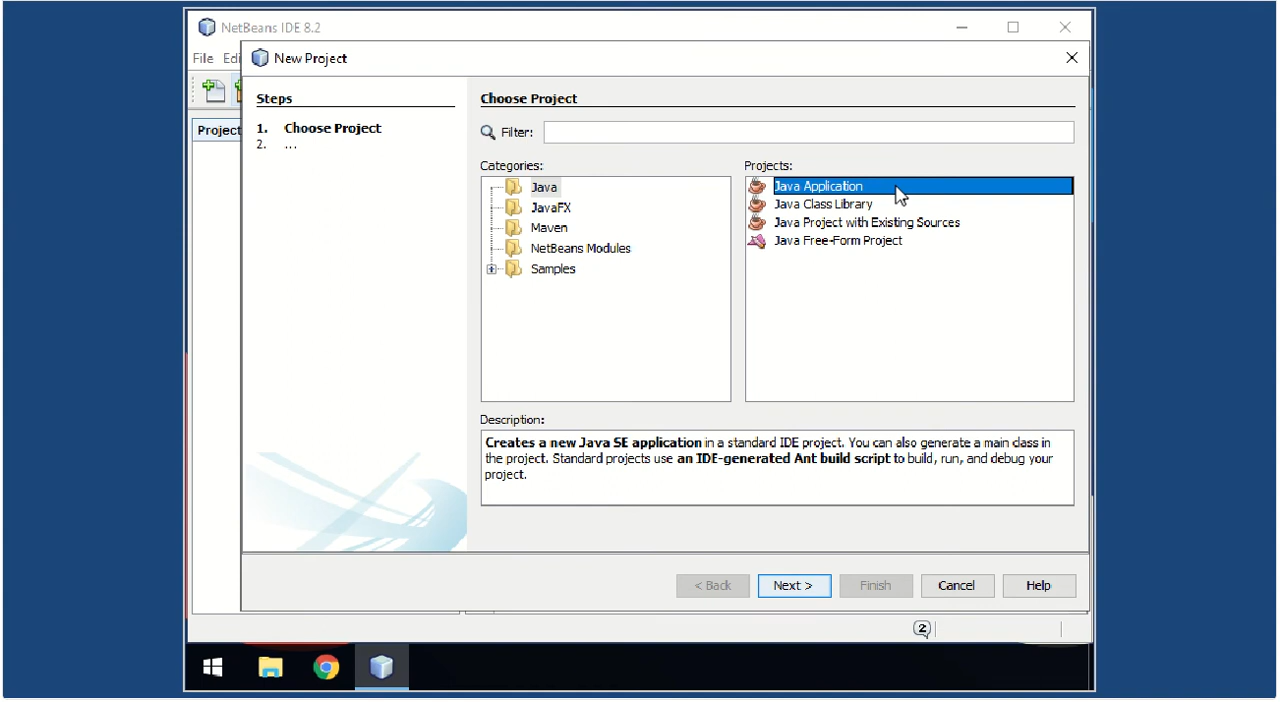 NetBeans IDE 8.2
File Edi
New Project
Steps
1. Choose Project
2. ...
Project
Choose Project
Filter:
Categories:
Java
JavaFX
Maven
NetBeans Modules
Samples
Projects:
Java Application
Java Class Library
Java Project with Existing Sources
Java Free-Form Project
Description:
Creates a new Java SE application in a standard IDE project. You can also generate a main class in
the project. Standard projects use an IDE-generated Ant build script to build, run, and debug your
project.
< Back Next > Finish Cancel Help
2